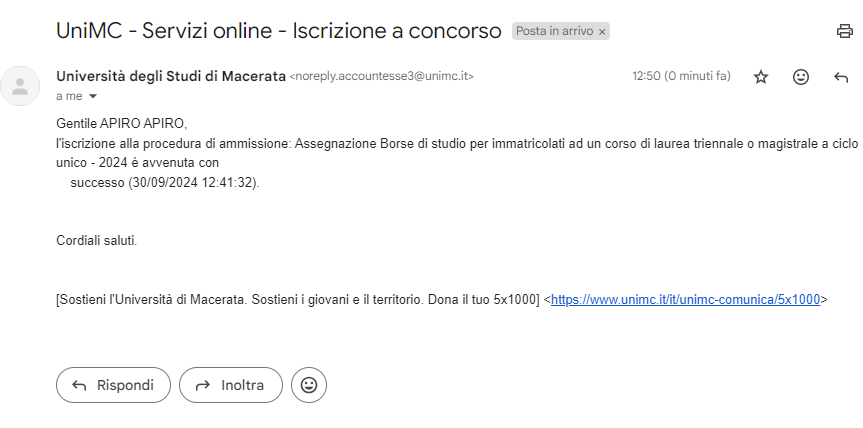 UniMC - Servizi online - Iscrizione a concorso Posta in arrivo ×
Università degli Studi di Macerata <noreply.accountesse3@unimc.it> 12:50 (0 minuti fa)
a me
Gentile APIRO APIRO,
l'iscrizione alla procedura di ammissione: Assegnazione Borse di studio per immatricolati ad un corso di laurea triennale o magistrale a ciclo
unico - 2024 è avvenuta con
successo (30/09/2024 12:41:32).
Cordiali saluti.
[Sostieni l'Università di Macerata. Sostieni i giovani e il territorio. Dona il tuo 5x1000] <https://www.unimc.it/it/unimc-comunica/5x1000>
Rispondi Inoltra